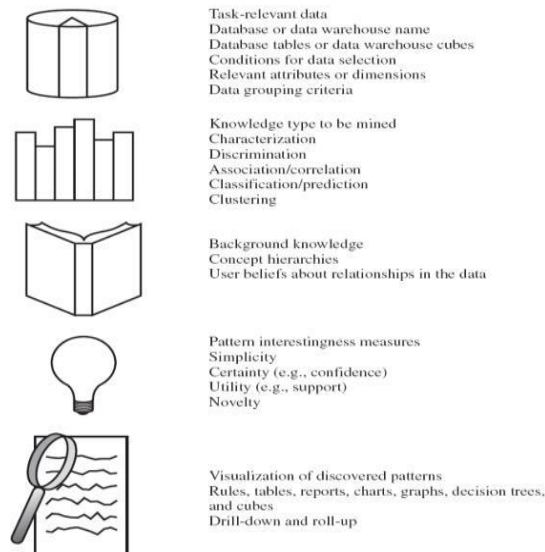 Task-relevant data
Database or data warehouse name
Database tables or data warehouse cubes
Conditions for data selection
Relevant attributes or dimensions
Data grouping criteria
Knowledge type to be mined
Characterization
Discrimination
Association/correlation
Classification/prediction
Clustering
Background knowledge
Concept hierarchies
User beliefs about relationships in the data
Pattern interestingness measures
Simplicity
Certainty (e.g., confidence)
Utility (e.g., support)
Novelty
Visualization of discovered patterns
Rules, tables, reports, charts, graphs, decision trees,
and cubes
Drill-down and roll-up